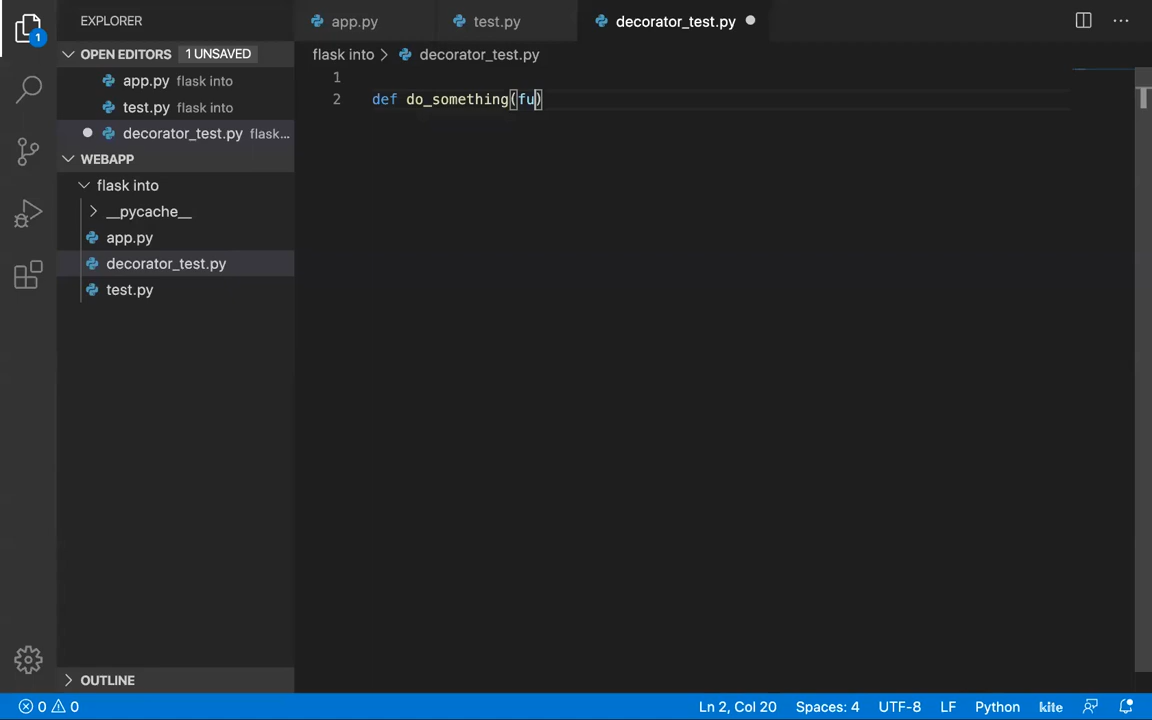 EXPLORER
app.py
test.py
decorator_test.py
OPEN EDITORS 1 UNSAVED
flask into > decorator_test.py
app.py flask into
test.py flask into
decorator_test.py flask...
WEBAPP
flask into
__pycache__
app.py
decorator_test.py
test.py
OUTLINE
1
2 def do_something(fu)
1
0 0
Ln 2, Col 20
Spaces: 4
UTF-8
LF
Python
kite